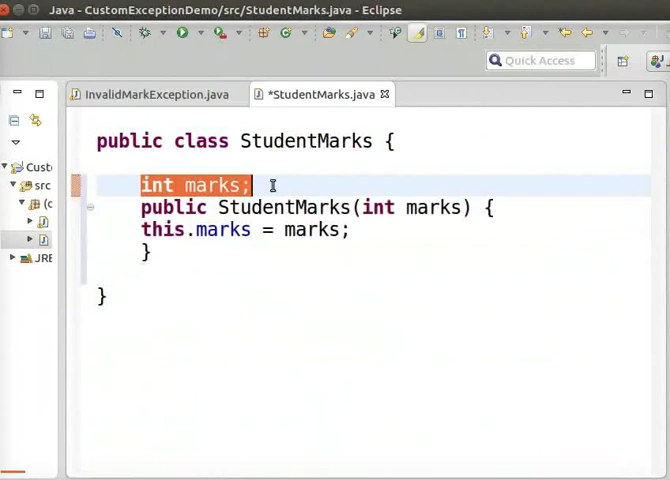 Java - CustomExceptionDemo/src/StudentMarks.java - Eclipse
Quick Access
InvalidMarkException.java
*StudentMarks.java
public class StudentMarks {
int marks;
public StudentMarks(int marks) {
this.marks = marks;
}
}
Custo
src
(c
JRE